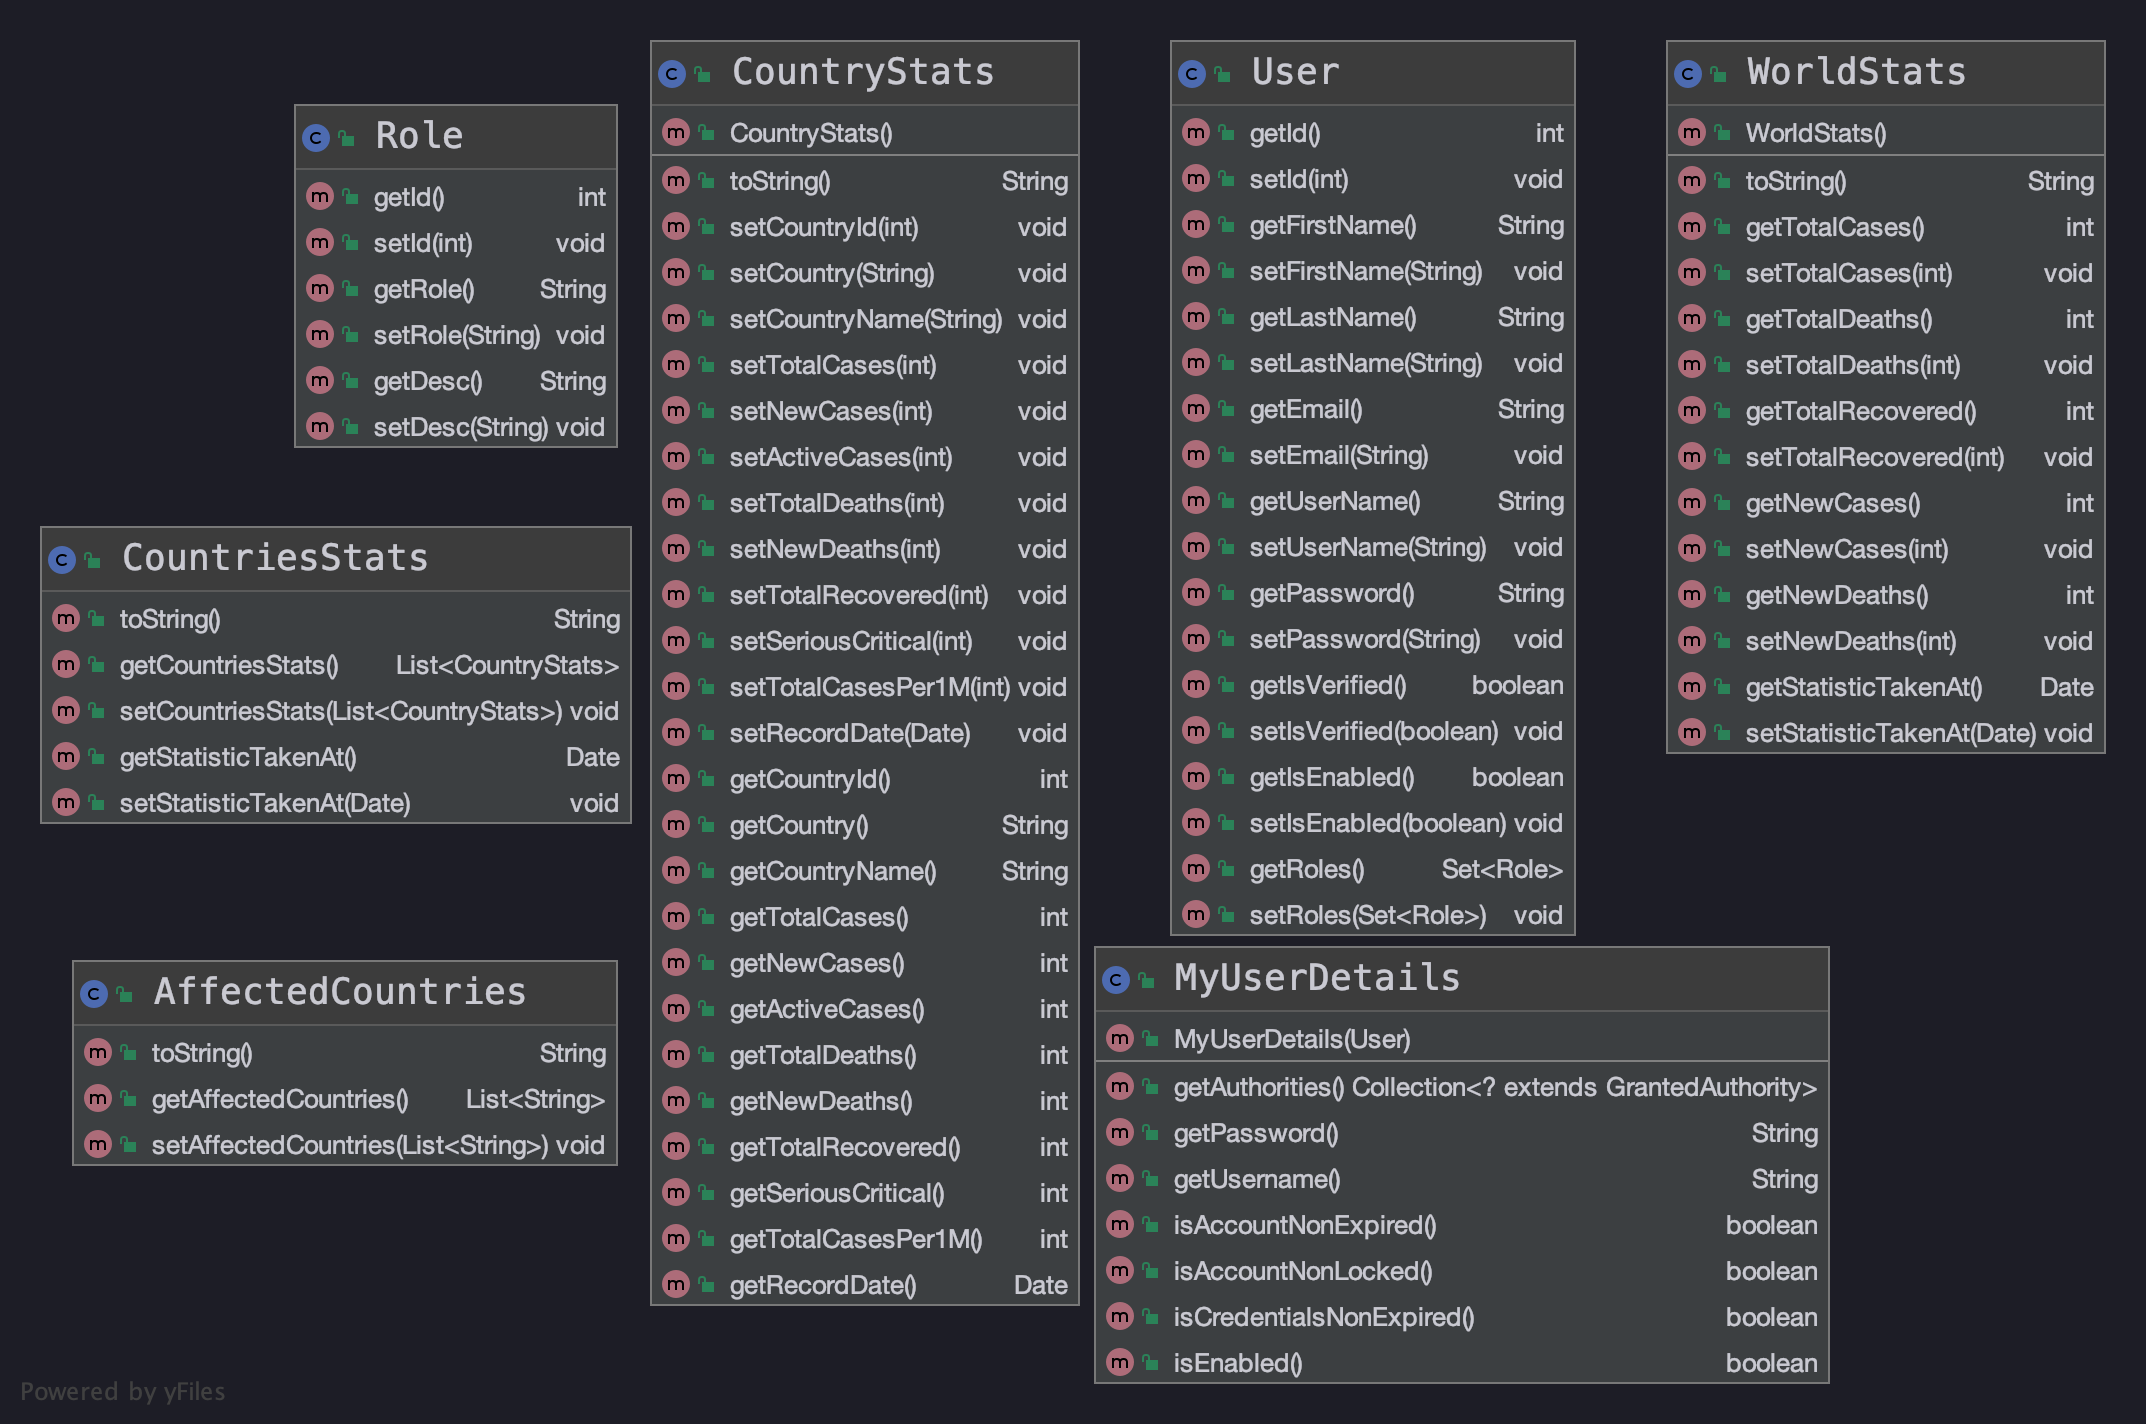 Role
getId() int
setId(int) void
getRole() String
setRole(String) void
getDesc() String
setDesc(String) void
CountriesStats
toString() String
getCountriesStats() List<CountryStats>
setCountriesStats(List<CountryStats>) void
getStatisticTakenAt() Date
setStatisticTakenAt(Date) void
AffectedCountries
toString() String
getAffectedCountries() List<String>
setAffectedCountries(List<String>) void
CountryStats
CountryStats()
toString() String
setCountryId(int) void
setCountry(String) void
setCountryName(String) void
setTotalCases(int) void
setNewCases(int) void
setActiveCases(int) void
setTotalDeaths(int) void
setNewDeaths(int) void
setTotalRecovered(int) void
setSeriousCritical(int) void
setTotalCasesPer1M(int) void
setRecordDate(Date) void
getCountryId() int
getCountry() String
getCountryName() String
getTotalCases() int
getNewCases() int
getActiveCases() int
getTotalDeaths() int
getNewDeaths() int
getTotalRecovered() int
getSeriousCritical() int
getTotalCasesPer1M() int
getRecordDate() Date
User
getId() int
setId(int) void
getFirstName() String
setFirstName(String) void
getLastName() String
setLastName(String) void
getEmail() String
setEmail(String) void
getUserName() String
setUserName(String) void
getPassword() String
setPassword(String) void
getIsVerified() boolean
setIsVerified(boolean) void
getIsEnabled() boolean
setIsEnabled(boolean) void
getRoles() Set<Role>
setRoles(Set<Role>) void
MyUserDetails
MyUserDetails(User)
getAuthorities() Collection<? extends GrantedAuthority>
getPassword() String
getUsername() String
isAccountNonExpired() boolean
isAccountNonLocked() boolean
isCredentialsNonExpired() boolean
isEnabled() boolean
WorldStats
WorldStats()
toString() String
getTotalCases() int
setTotalCases(int) void
getTotalDeaths() int
setTotalDeaths(int) void
getTotalRecovered() int
setTotalRecovered(int) void
getNewCases() int
setNewCases(int) void
getNewDeaths() int
setNewDeaths(int) void
getStatisticTakenAt() Date
setStatisticTakenAt(Date) void
Powered by yFiles